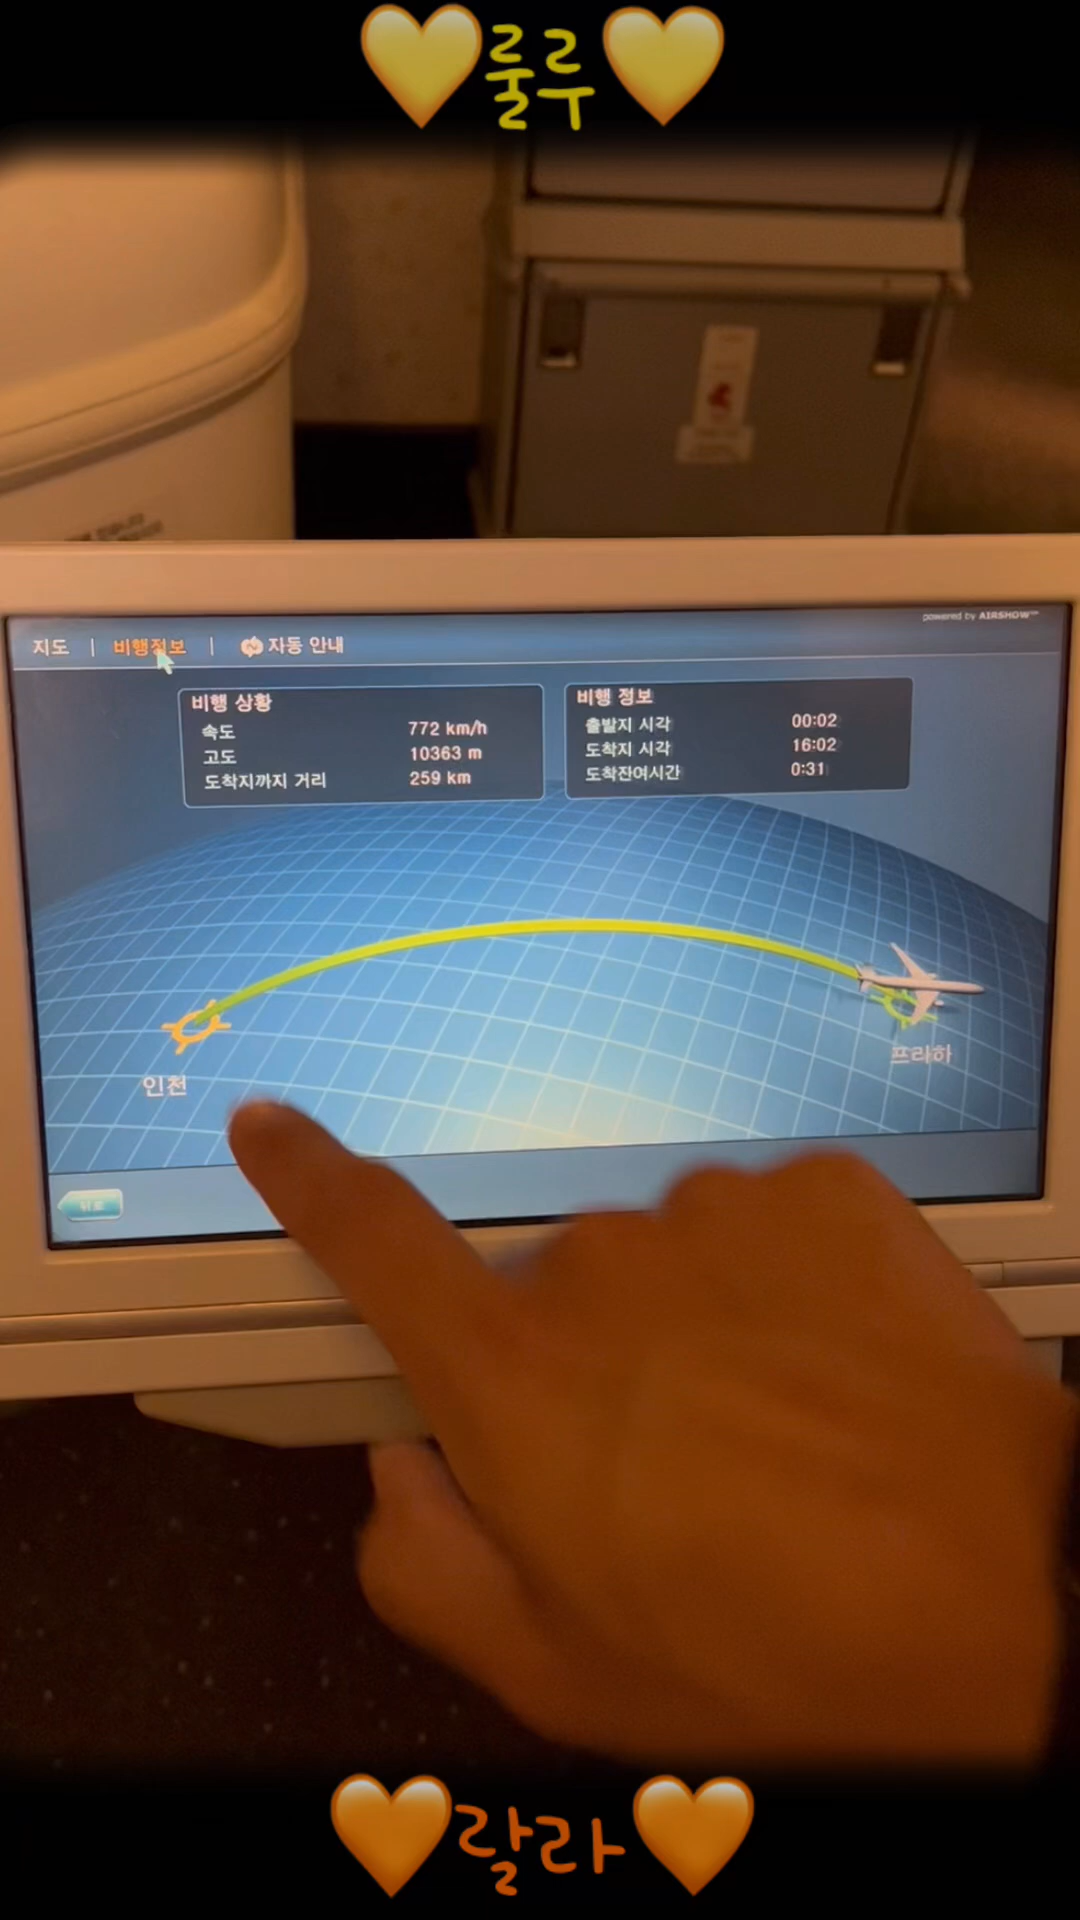 💛룰루💛
powered by AIRSHOW
지도 | 비행정보 | 자동 안내
비행 상황
속도 772 km/h
고도 10363 m
도착지까지 거리 259 km
비행 정보
출발지 시각 00:02
도착지 시각 16:02
도착잔여시간 0:31
인천
프라하
뒤로
🧡랄라🧡